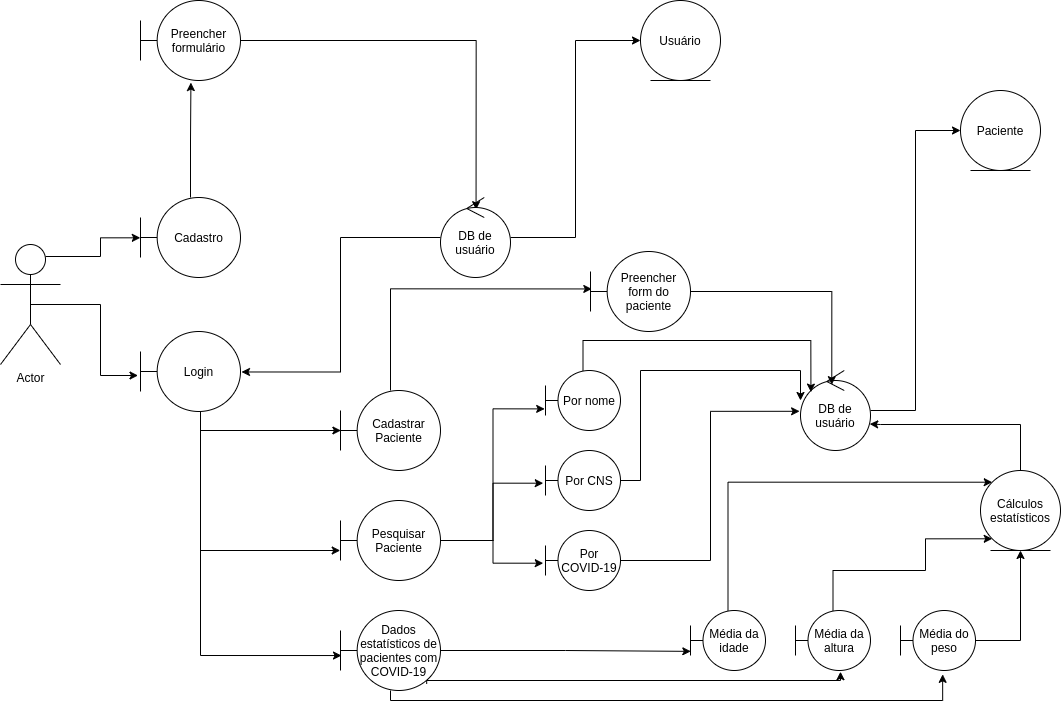 Preencher
formulário
Usuário
Paciente
Cadastro
DB de
usuário
Preencher
form do
paciente
Actor
Login
Cadastrar
Paciente
Por nome
DB de
usuário
Por CNS
Pesquisar
Paciente
Por
COVID-19
Cálculos
estatísticos
Dados
estatísticos de
pacientes com
COVID-19
Média da
idade
Média da
altura
Média do
peso